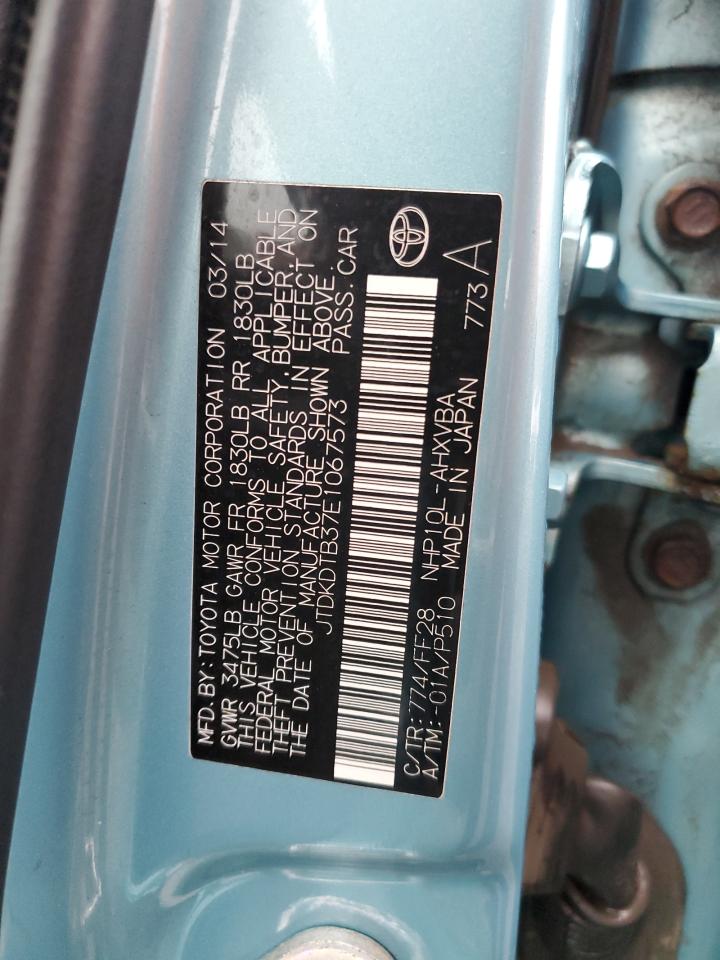 MFD. BY: TOYOTA MOTOR CORPORATION 03/14
GVWR 3475LB GAWR FR 1830LB RR 1830LB
THIS VEHICLE CONFORMS TO ALL APPLICABLE
FEDERAL MOTOR VEHICLE SAFETY, BUMPER, AND
THEFT PREVENTION STANDARDS IN EFFECT ON
THE DATE OF MANUFACTURE SHOWN ABOVE.
JTDKDTB37E1067573 PASS CAR
C/TR: 774/FF28 NHP10L-AHXVBA 773 A
A/TM: -01A/P510 MADE IN JAPAN